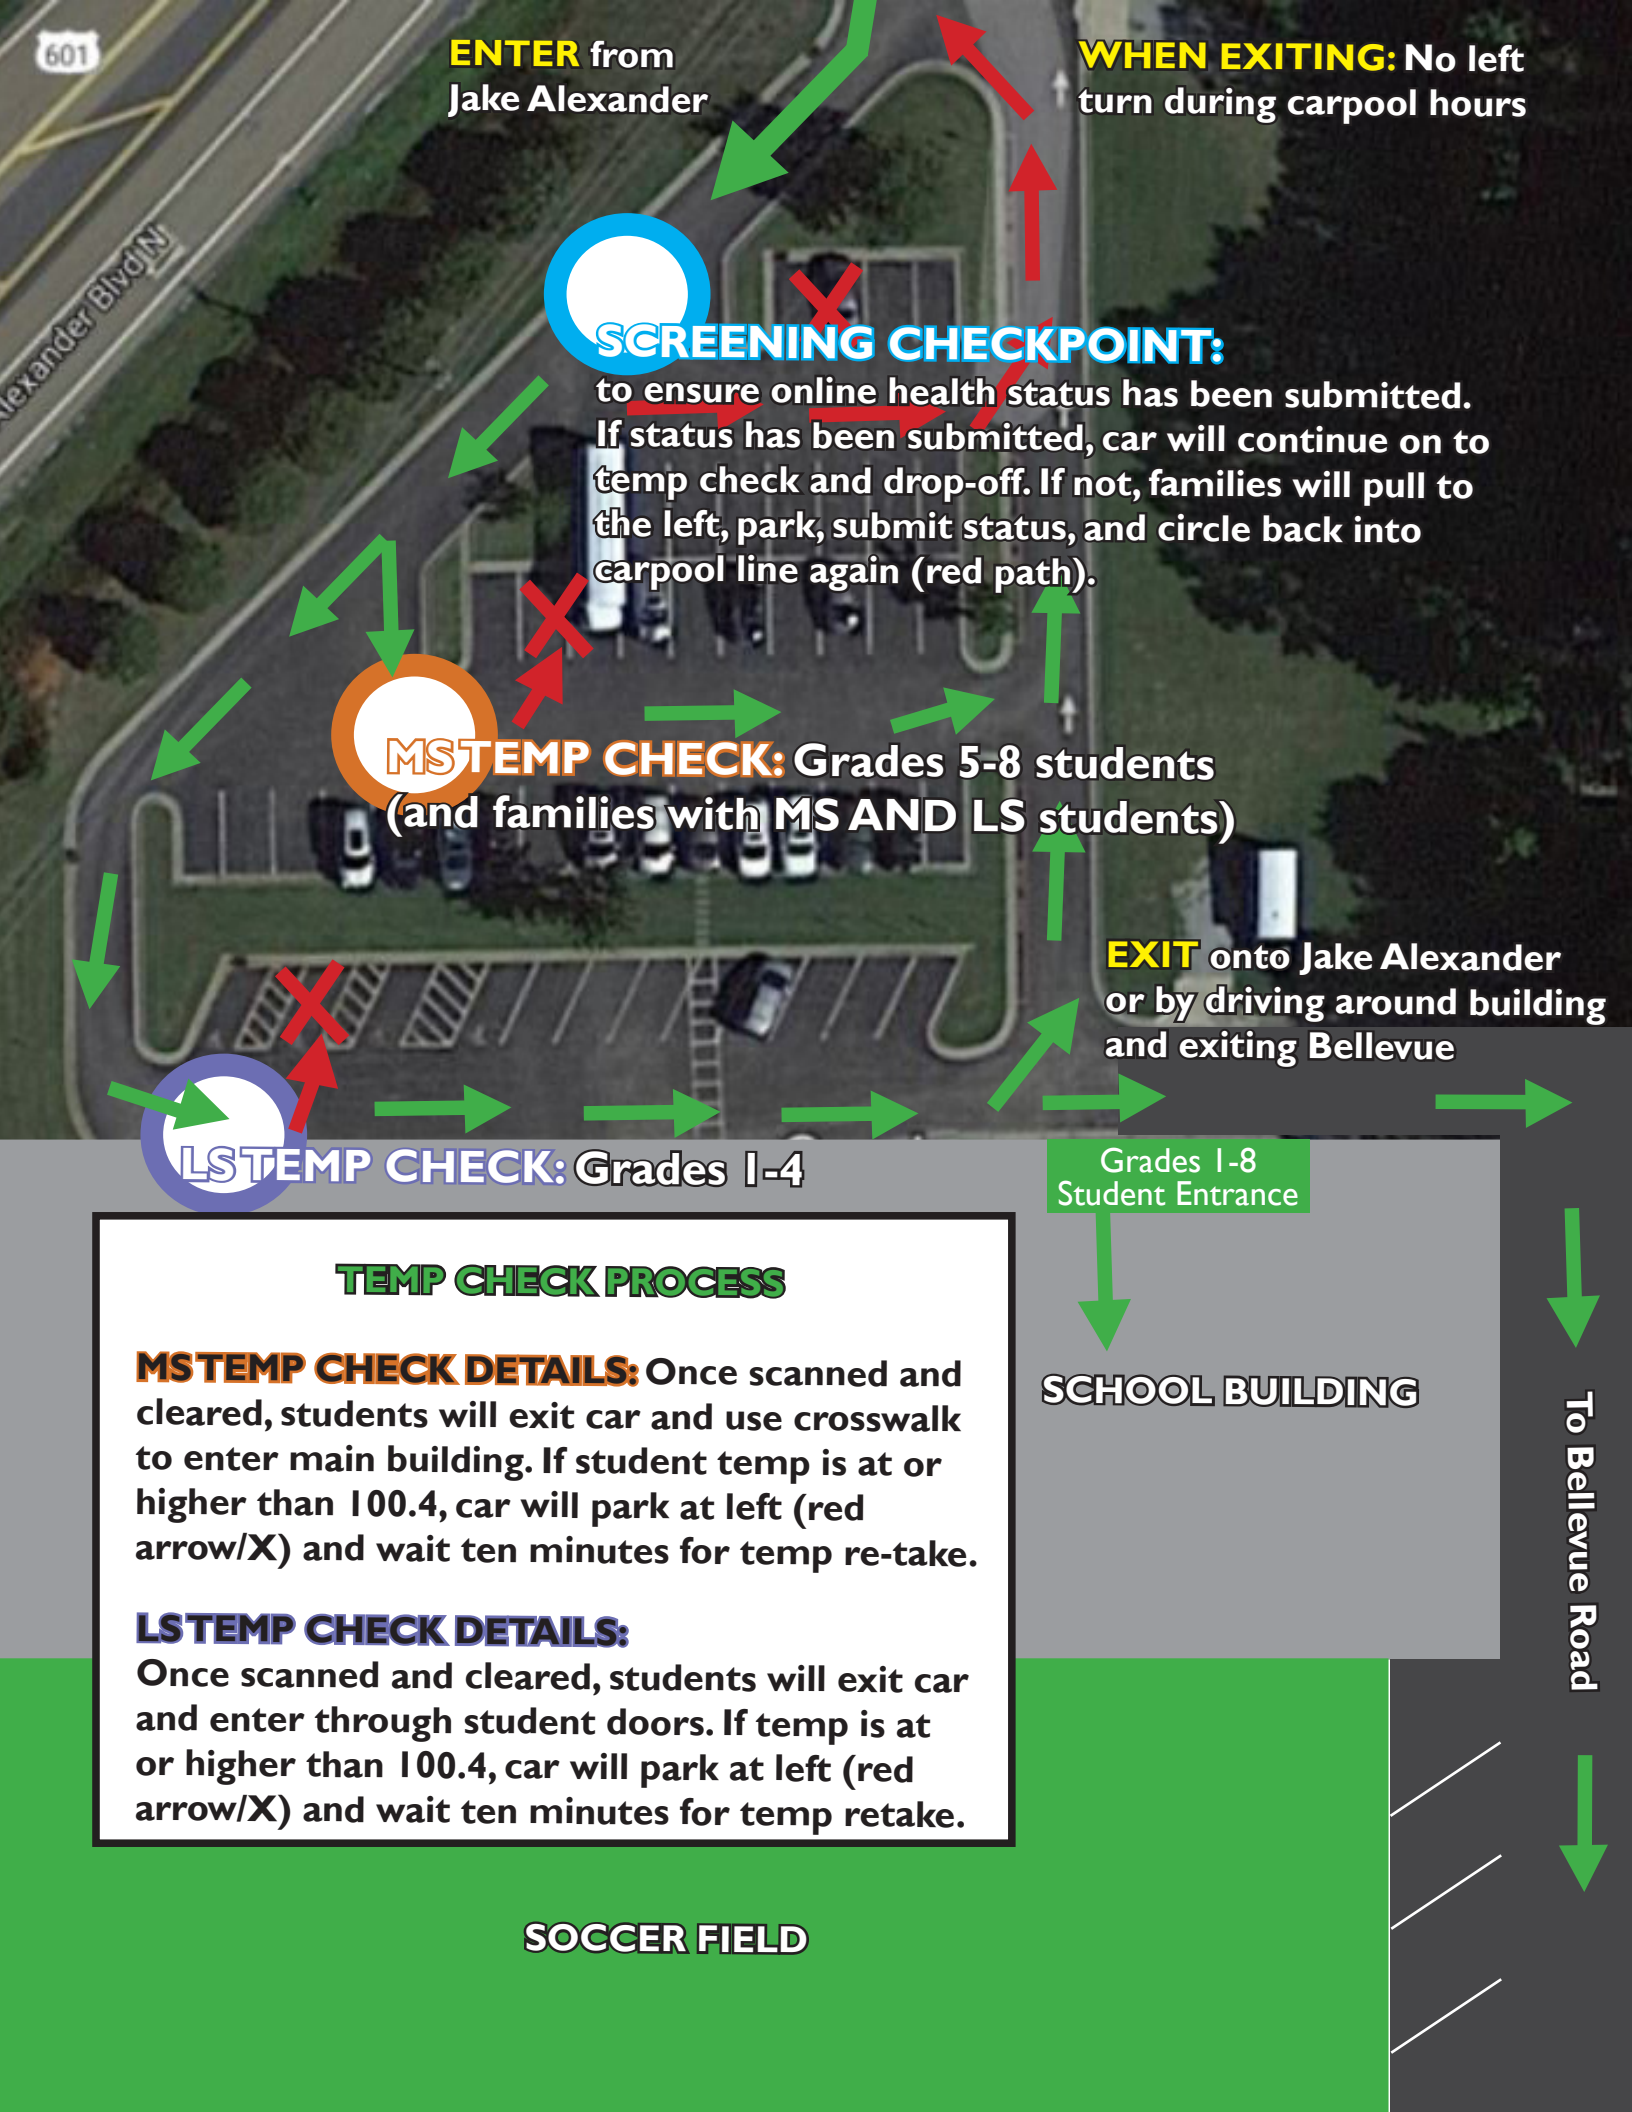 601
ENTER from
Jake Alexander
WHEN EXITING: No left
turn during carpool hours
Alexander Blvd N
SCREENING CHECKPOINT:
to ensure online health status has been submitted.
If status has been submitted, car will continue on to
temp check and drop-off. If not, families will pull to
the left, park, submit status, and circle back into
carpool line again (red path).
MS TEMP CHECK: Grades 5-8 students
(and families with MS AND LS students)
EXIT onto Jake Alexander
or by driving around building
and exiting Bellevue
LS TEMP CHECK: Grades 1-4
Grades 1-8
Student Entrance
TEMP CHECK PROCESS
MS TEMP CHECK DETAILS: Once scanned and
cleared, students will exit car and use crosswalk
to enter main building. If student temp is at or
higher than 100.4, car will park at left (red
arrow/X) and wait ten minutes for temp re-take.
LS TEMP CHECK DETAILS:
Once scanned and cleared, students will exit car
and enter through student doors. If temp is at
or higher than 100.4, car will park at left (red
arrow/X) and wait ten minutes for temp retake.
SCHOOL BUILDING
To Bellevue Road
SOCCER FIELD